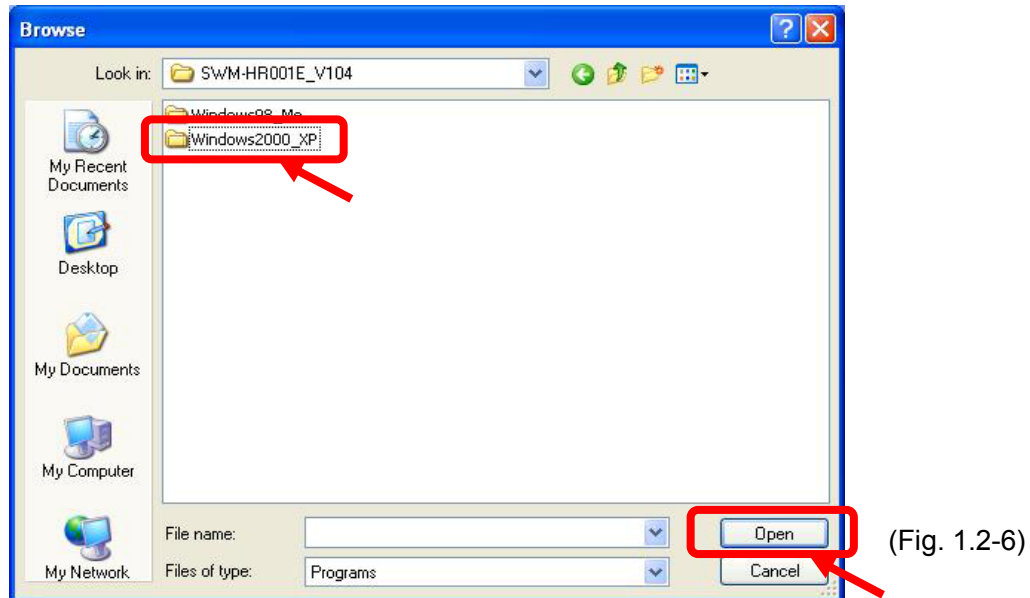 Browse
Look in: SWM-HR001E_V104
Windows98_Me
Windows2000_XP
My Recent
Documents
Desktop
My Documents
My Computer
My Network
File name:
Open
Files of type: Programs
Cancel
(Fig. 1.2-6)